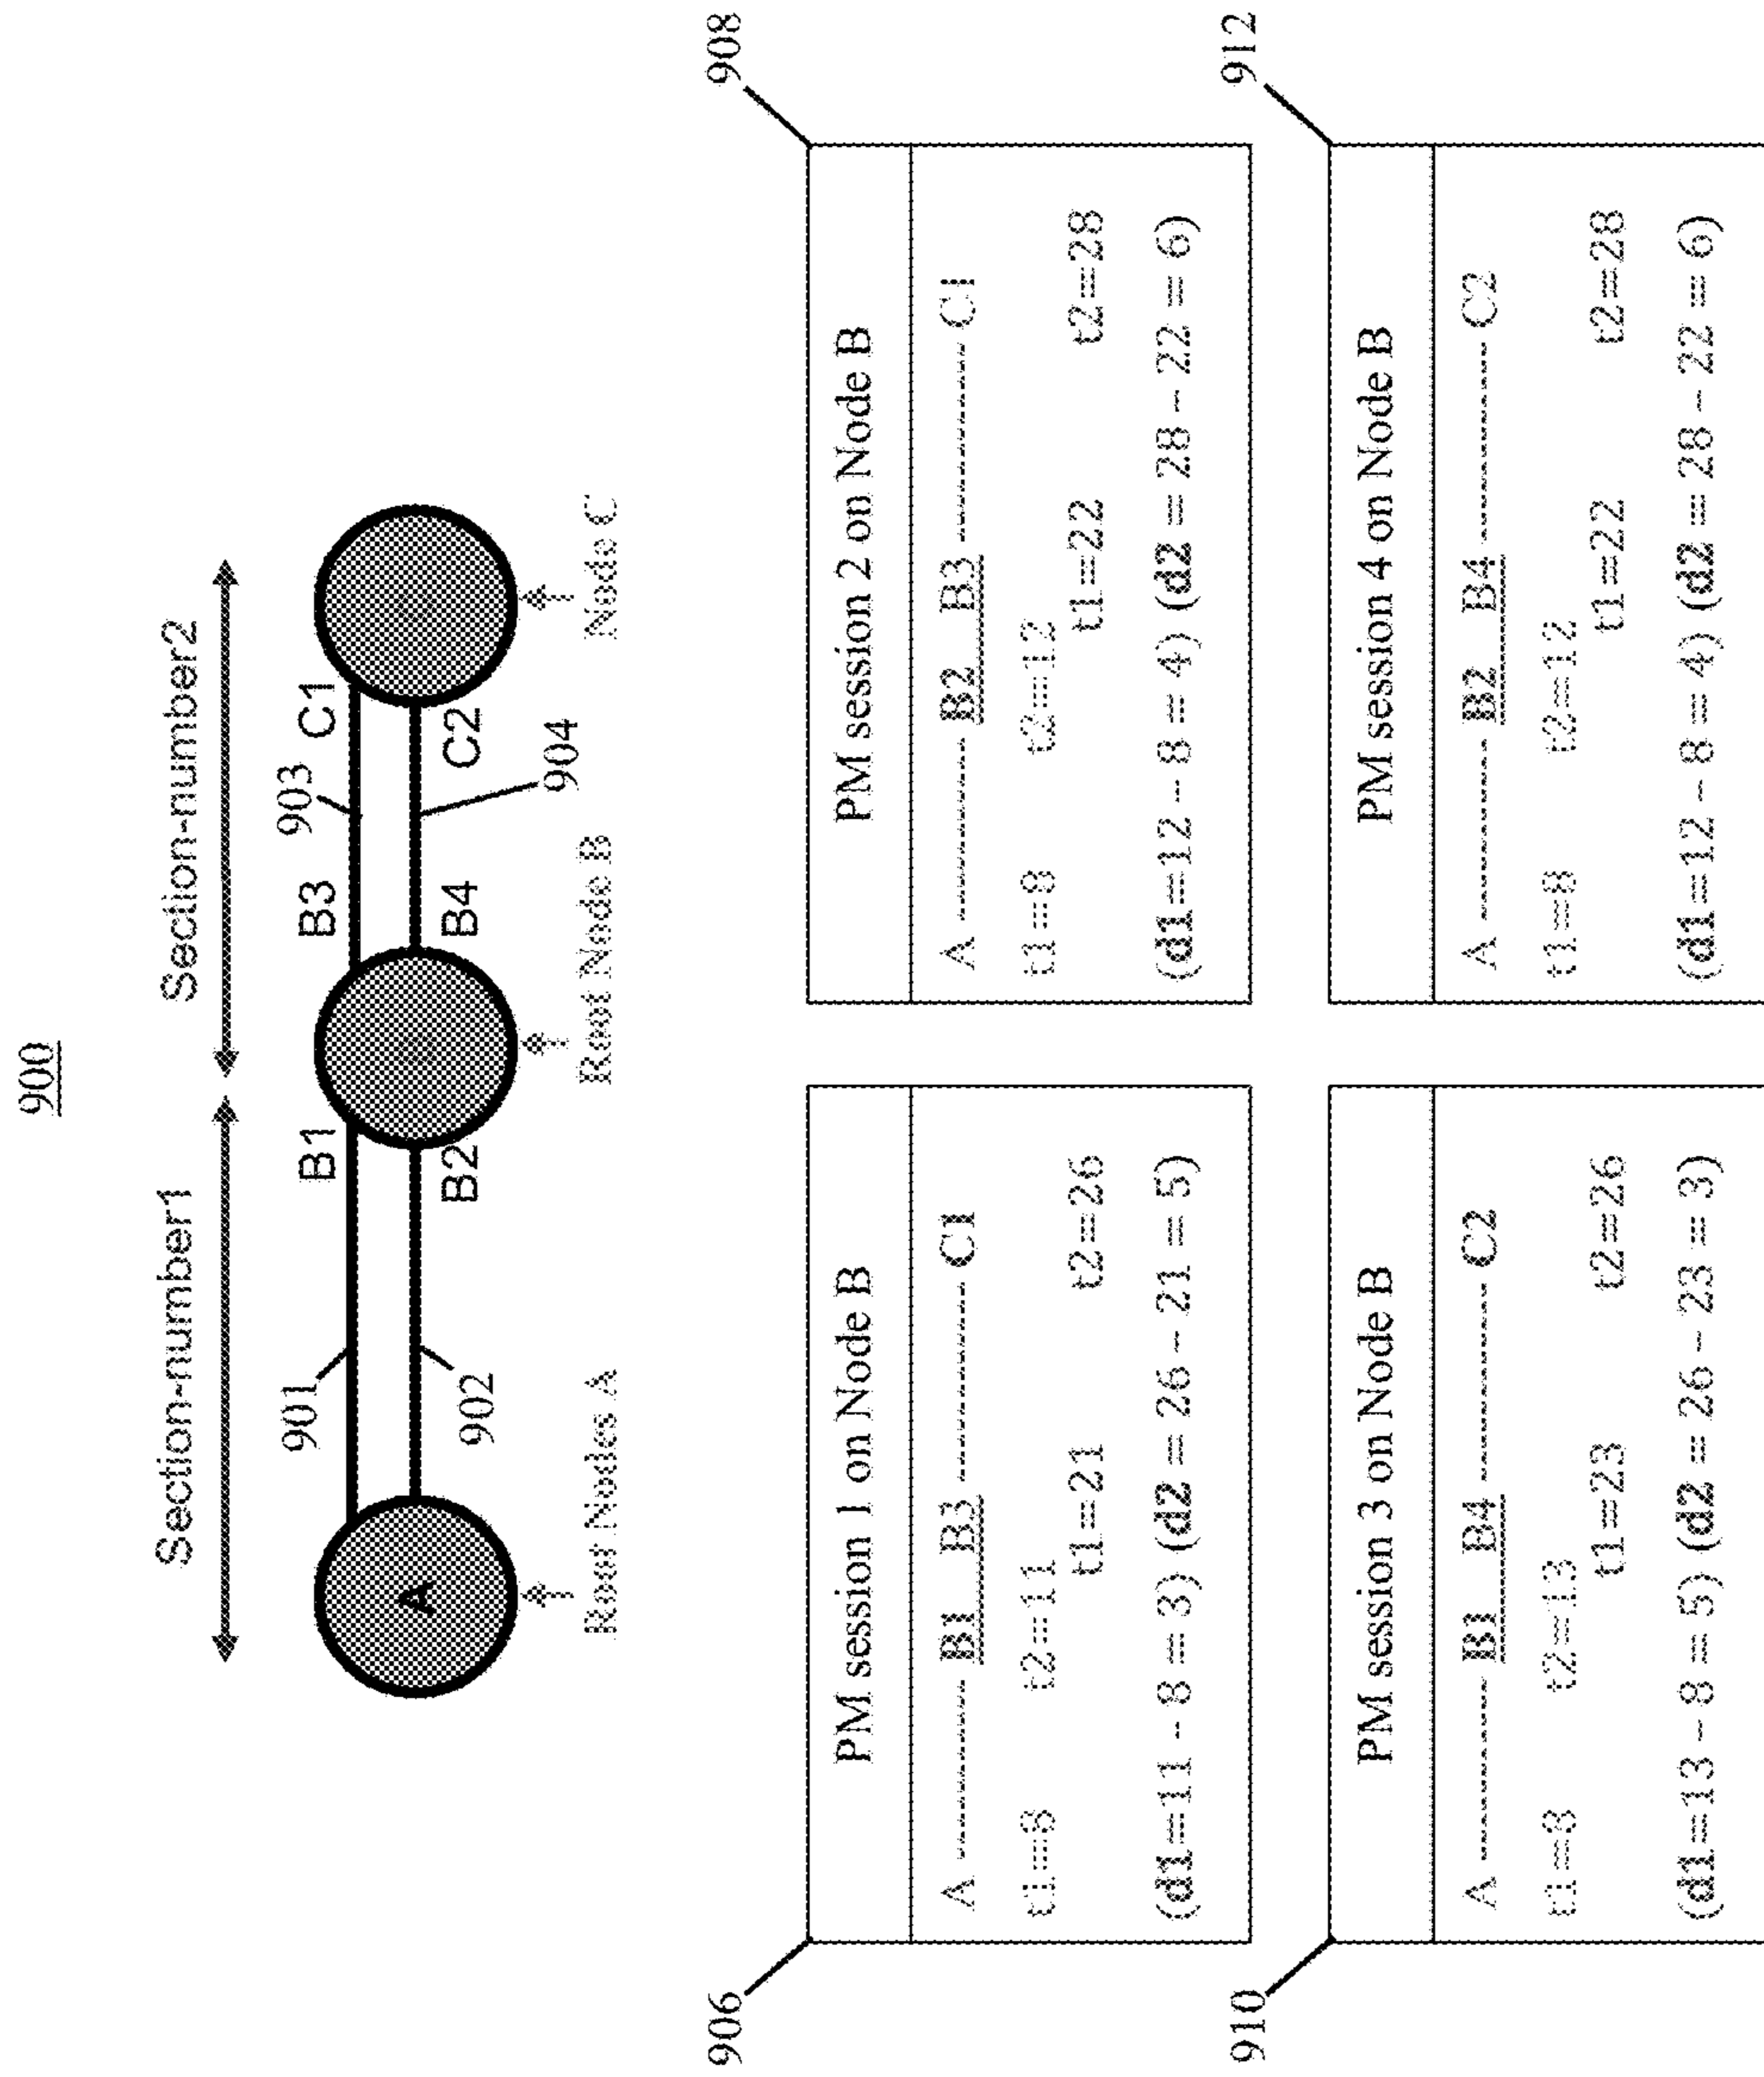 900
Section-number1
Section-number2
901
B1
B3
903
C1
A
902
B2
B4
C2
904
Root Nodes A
Root Node B
Node C
906
PM session 1 on Node B
A ---------- B1 B3 ---------- C1
t1=8 t2=11
t1=21 t2=26
(d1=11 - 8 = 3) (d2 = 26 - 21 = 5)
908
PM session 2 on Node B
A ---------- B2 B3 ---------- C1
t1=8 t2=12
t1=22 t2=28
(d1=12 - 8 = 4) (d2 = 28 - 22 = 6)
910
PM session 3 on Node B
A ---------- B1 B4 ---------- C2
t1=8 t2=13
t1=23 t2=26
(d1=13 - 8 = 5) (d2 = 26 - 23 = 3)
912
PM session 4 on Node B
A ---------- B2 B4 ---------- C2
t1=8 t2=12
t1=22 t2=28
(d1=12 - 8 = 4) (d2 = 28 - 22 = 6)